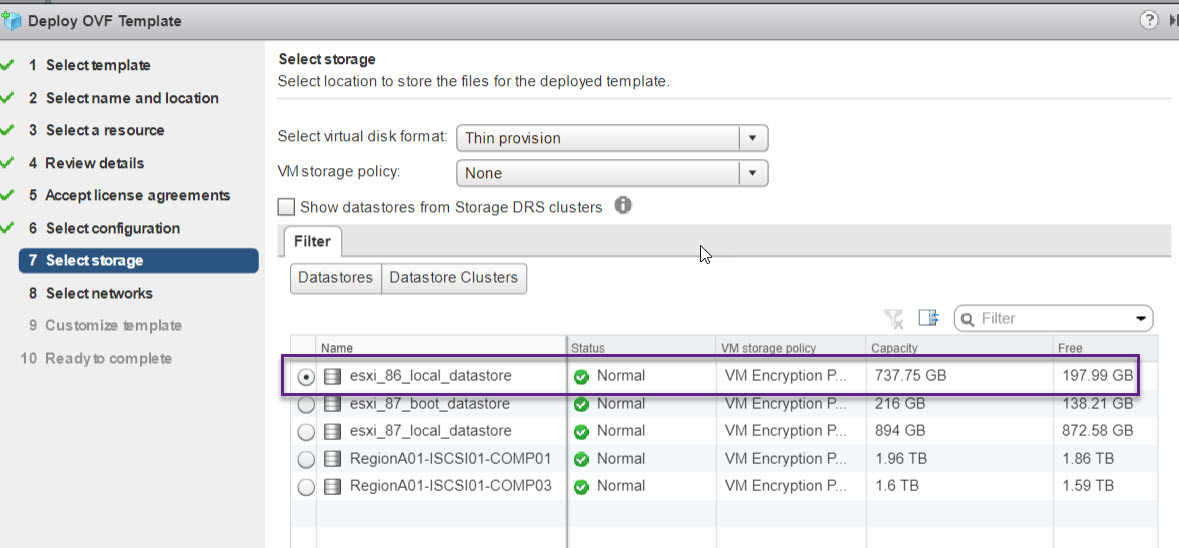 Deploy OVF Template
?
1 Select template
2 Select name and location
3 Select a resource
4 Review details
5 Accept license agreements
6 Select configuration
7 Select storage
8 Select networks
9 Customize template
10 Ready to complete
Select storage
Select location to store the files for the deployed template.
Select virtual disk format: Thin provision
VM storage policy: None
Show datastores from Storage DRS clusters
Filter
Datastores Datastore Clusters
Filter
Name Status VM storage policy Capacity Free
esxi_86_local_datastore Normal VM Encryption P... 737.75 GB 197.99 GB
esxi_87_boot_datastore Normal VM Encryption P... 216 GB 138.21 GB
esxi_87_local_datastore Normal VM Encryption P... 894 GB 872.58 GB
RegionA01-ISCSI01-COMP01 Normal VM Encryption P... 1.96 TB 1.86 TB
RegionA01-ISCSI01-COMP03 Normal VM Encryption P... 1.6 TB 1.59 TB